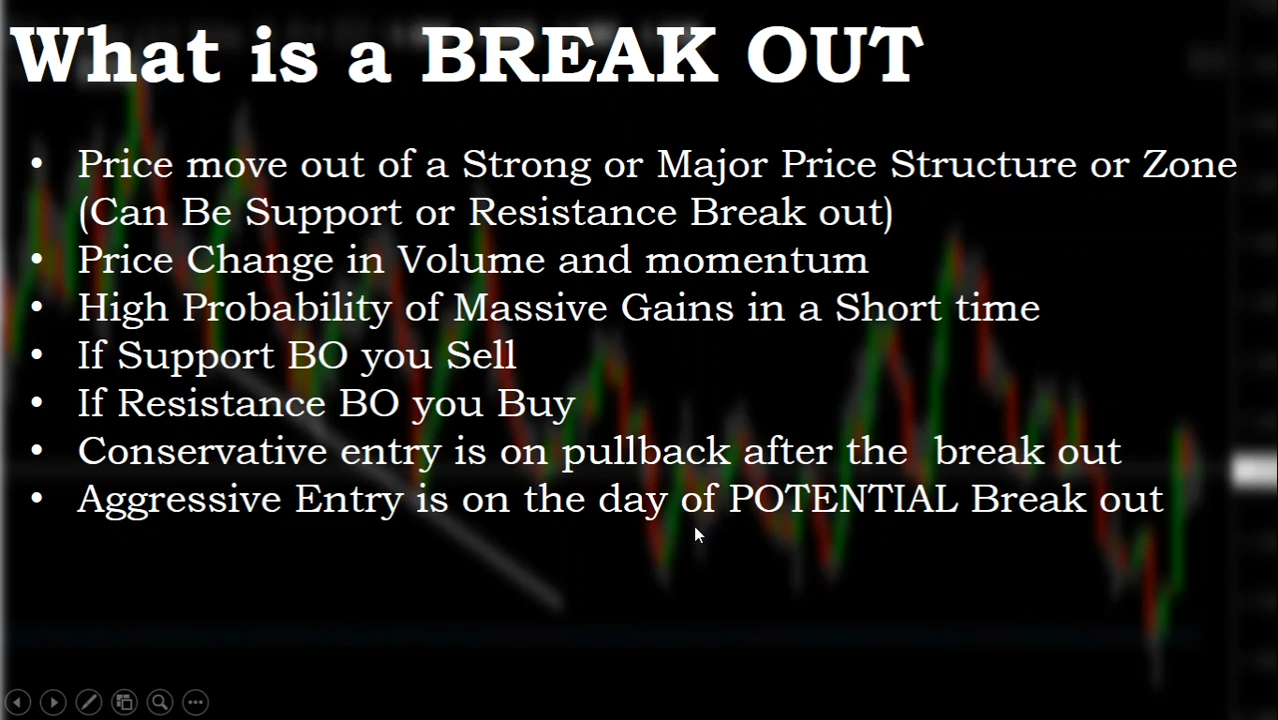 What is a BREAK OUT
• Price move out of a Strong or Major Price Structure or Zone
(Can Be Support or Resistance Break out)
• Price Change in Volume and momentum
• High Probability of Massive Gains in a Short time
• If Support BO you Sell
• If Resistance BO you Buy
• Conservative entry is on pullback after the  break out
• Aggressive Entry is on the day of POTENTIAL Break out